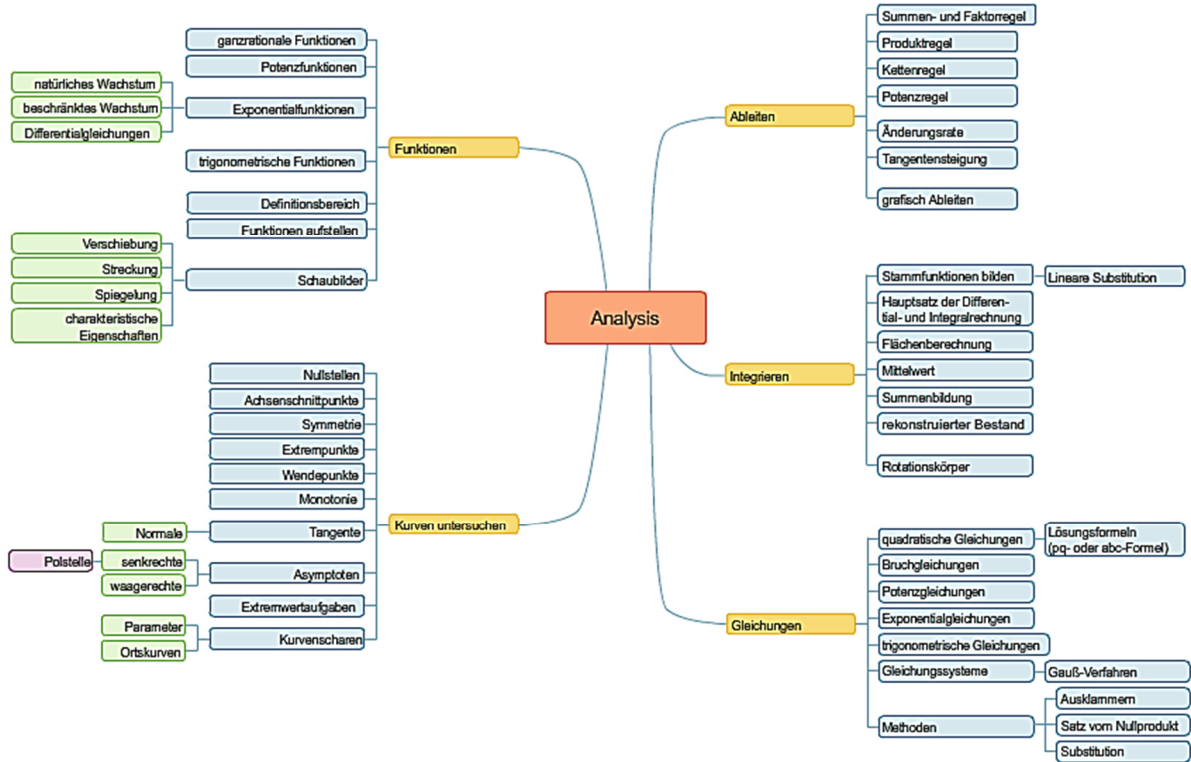 Analysis
Funktionen
ganzrationale Funktionen
Potenzfunktionen
Exponentialfunktionen
natürliches Wachstum
beschränktes Wachstum
Differentialgleichungen
trigonometrische Funktionen
Definitionsbereich
Funktionen aufstellen
Schaubilder
Verschiebung
Streckung
Spiegelung
charakteristische
Eigenschaften
Kurven untersuchen
Nullstellen
Achsenschnittpunkte
Symmetrie
Extrempunkte
Wendepunkte
Monotonie
Tangente
Normale
Asymptoten
senkrechte
Polstelle
waagerechte
Extremwertaufgaben
Kurvenscharen
Parameter
Ortskurven
Ableiten
Summen- und Faktorregel
Produktregel
Kettenregel
Potenzregel
Änderungsrate
Tangentensteigung
grafisch Ableiten
Integrieren
Stammfunktionen bilden
Lineare Substitution
Hauptsatz der Differen-
tial- und Integralrechnung
Flächenberechnung
Mittelwert
Summenbildung
rekonstruierter Bestand
Rotationskörper
Gleichungen
quadratische Gleichungen
Lösungsformeln
(pq- oder abc-Formel)
Bruchgleichungen
Potenzgleichungen
Exponentialgleichungen
trigonometrische Gleichungen
Gleichungssysteme
Gauß-Verfahren
Methoden
Ausklammern
Satz vom Nullprodukt
Substitution